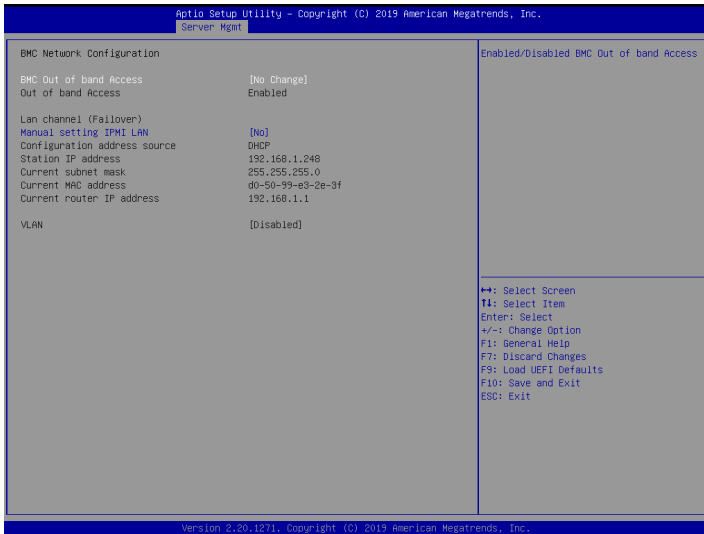 Aptio Setup Utility – Copyright (C) 2019 American Megatrends, Inc.
Server Mgmt
BMC Network Configuration
BMC Out of band Access [No Change]
Out of band Access Enabled
Lan channel (Failover)
Manual setting IPMI LAN [No]
Configuration address source DHCP
Station IP address 192.168.1.248
Current subnet mask 255.255.255.0
Current MAC address d0-50-99-e3-2e-3f
Current router IP address 192.168.1.1
VLAN [Disabled]
Enabled/Disabled BMC Out of band Access
↔: Select Screen
↑↓: Select Item
Enter: Select
+/-: Change Option
F1: General Help
F7: Discard Changes
F9: Load UEFI Defaults
F10: Save and Exit
ESC: Exit
Version 2.20.1271. Copyright (C) 2019 American Megatrends, Inc.